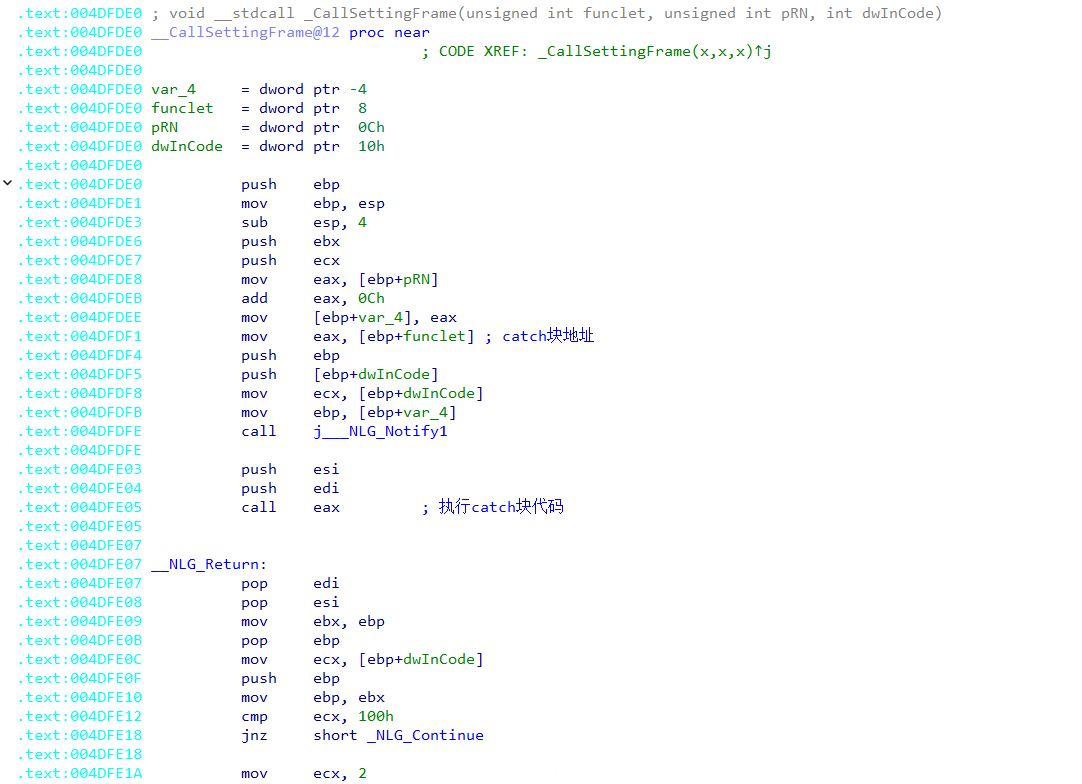 .text:004DFDE0 ; void __stdcall _CallSettingFrame(unsigned int funclet, unsigned int pRN, int dwInCode)
.text:004DFDE0 __CallSettingFrame@12 proc near
.text:004DFDE0 ; CODE XREF: _CallSettingFrame(x,x,x)↑j
.text:004DFDE0
.text:004DFDE0 var_4 = dword ptr -4
.text:004DFDE0 funclet = dword ptr 8
.text:004DFDE0 pRN = dword ptr 0Ch
.text:004DFDE0 dwInCode = dword ptr 10h
.text:004DFDE0
.text:004DFDE0 push ebp
.text:004DFDE1 mov ebp, esp
.text:004DFDE3 sub esp, 4
.text:004DFDE6 push ebx
.text:004DFDE7 push ecx
.text:004DFDE8 mov eax, [ebp+pRN]
.text:004DFDEB add eax, 0Ch
.text:004DFDEE mov [ebp+var_4], eax
.text:004DFDF1 mov eax, [ebp+funclet] ; catch块地址
.text:004DFDF4 push ebp
.text:004DFDF5 push [ebp+dwInCode]
.text:004DFDF8 mov ecx, [ebp+dwInCode]
.text:004DFDFB mov ebp, [ebp+var_4]
.text:004DFDFE call j___NLG_Notify1
.text:004DFDFE
.text:004DFE03 push esi
.text:004DFE04 push edi
.text:004DFE05 call eax ; 执行catch块代码
.text:004DFE05
.text:004DFE07
.text:004DFE07 __NLG_Return:
.text:004DFE07 pop edi
.text:004DFE08 pop esi
.text:004DFE09 mov ebx, ebp
.text:004DFE0B pop ebp
.text:004DFE0C mov ecx, [ebp+dwInCode]
.text:004DFE0F push ebp
.text:004DFE10 mov ebp, ebx
.text:004DFE12 cmp ecx, 100h
.text:004DFE18 jnz short _NLG_Continue
.text:004DFE18
.text:004DFE1A mov ecx, 2